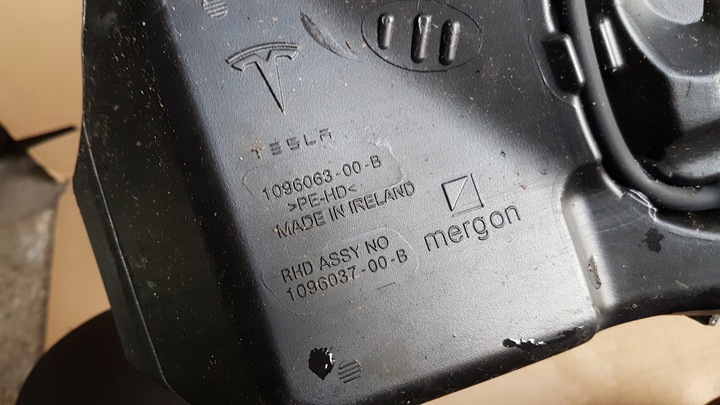 TESLA
1096063-00-B
>PE-HD<
MADE IN IRELAND
mergon
RHD ASSY NO
1096037-00-B